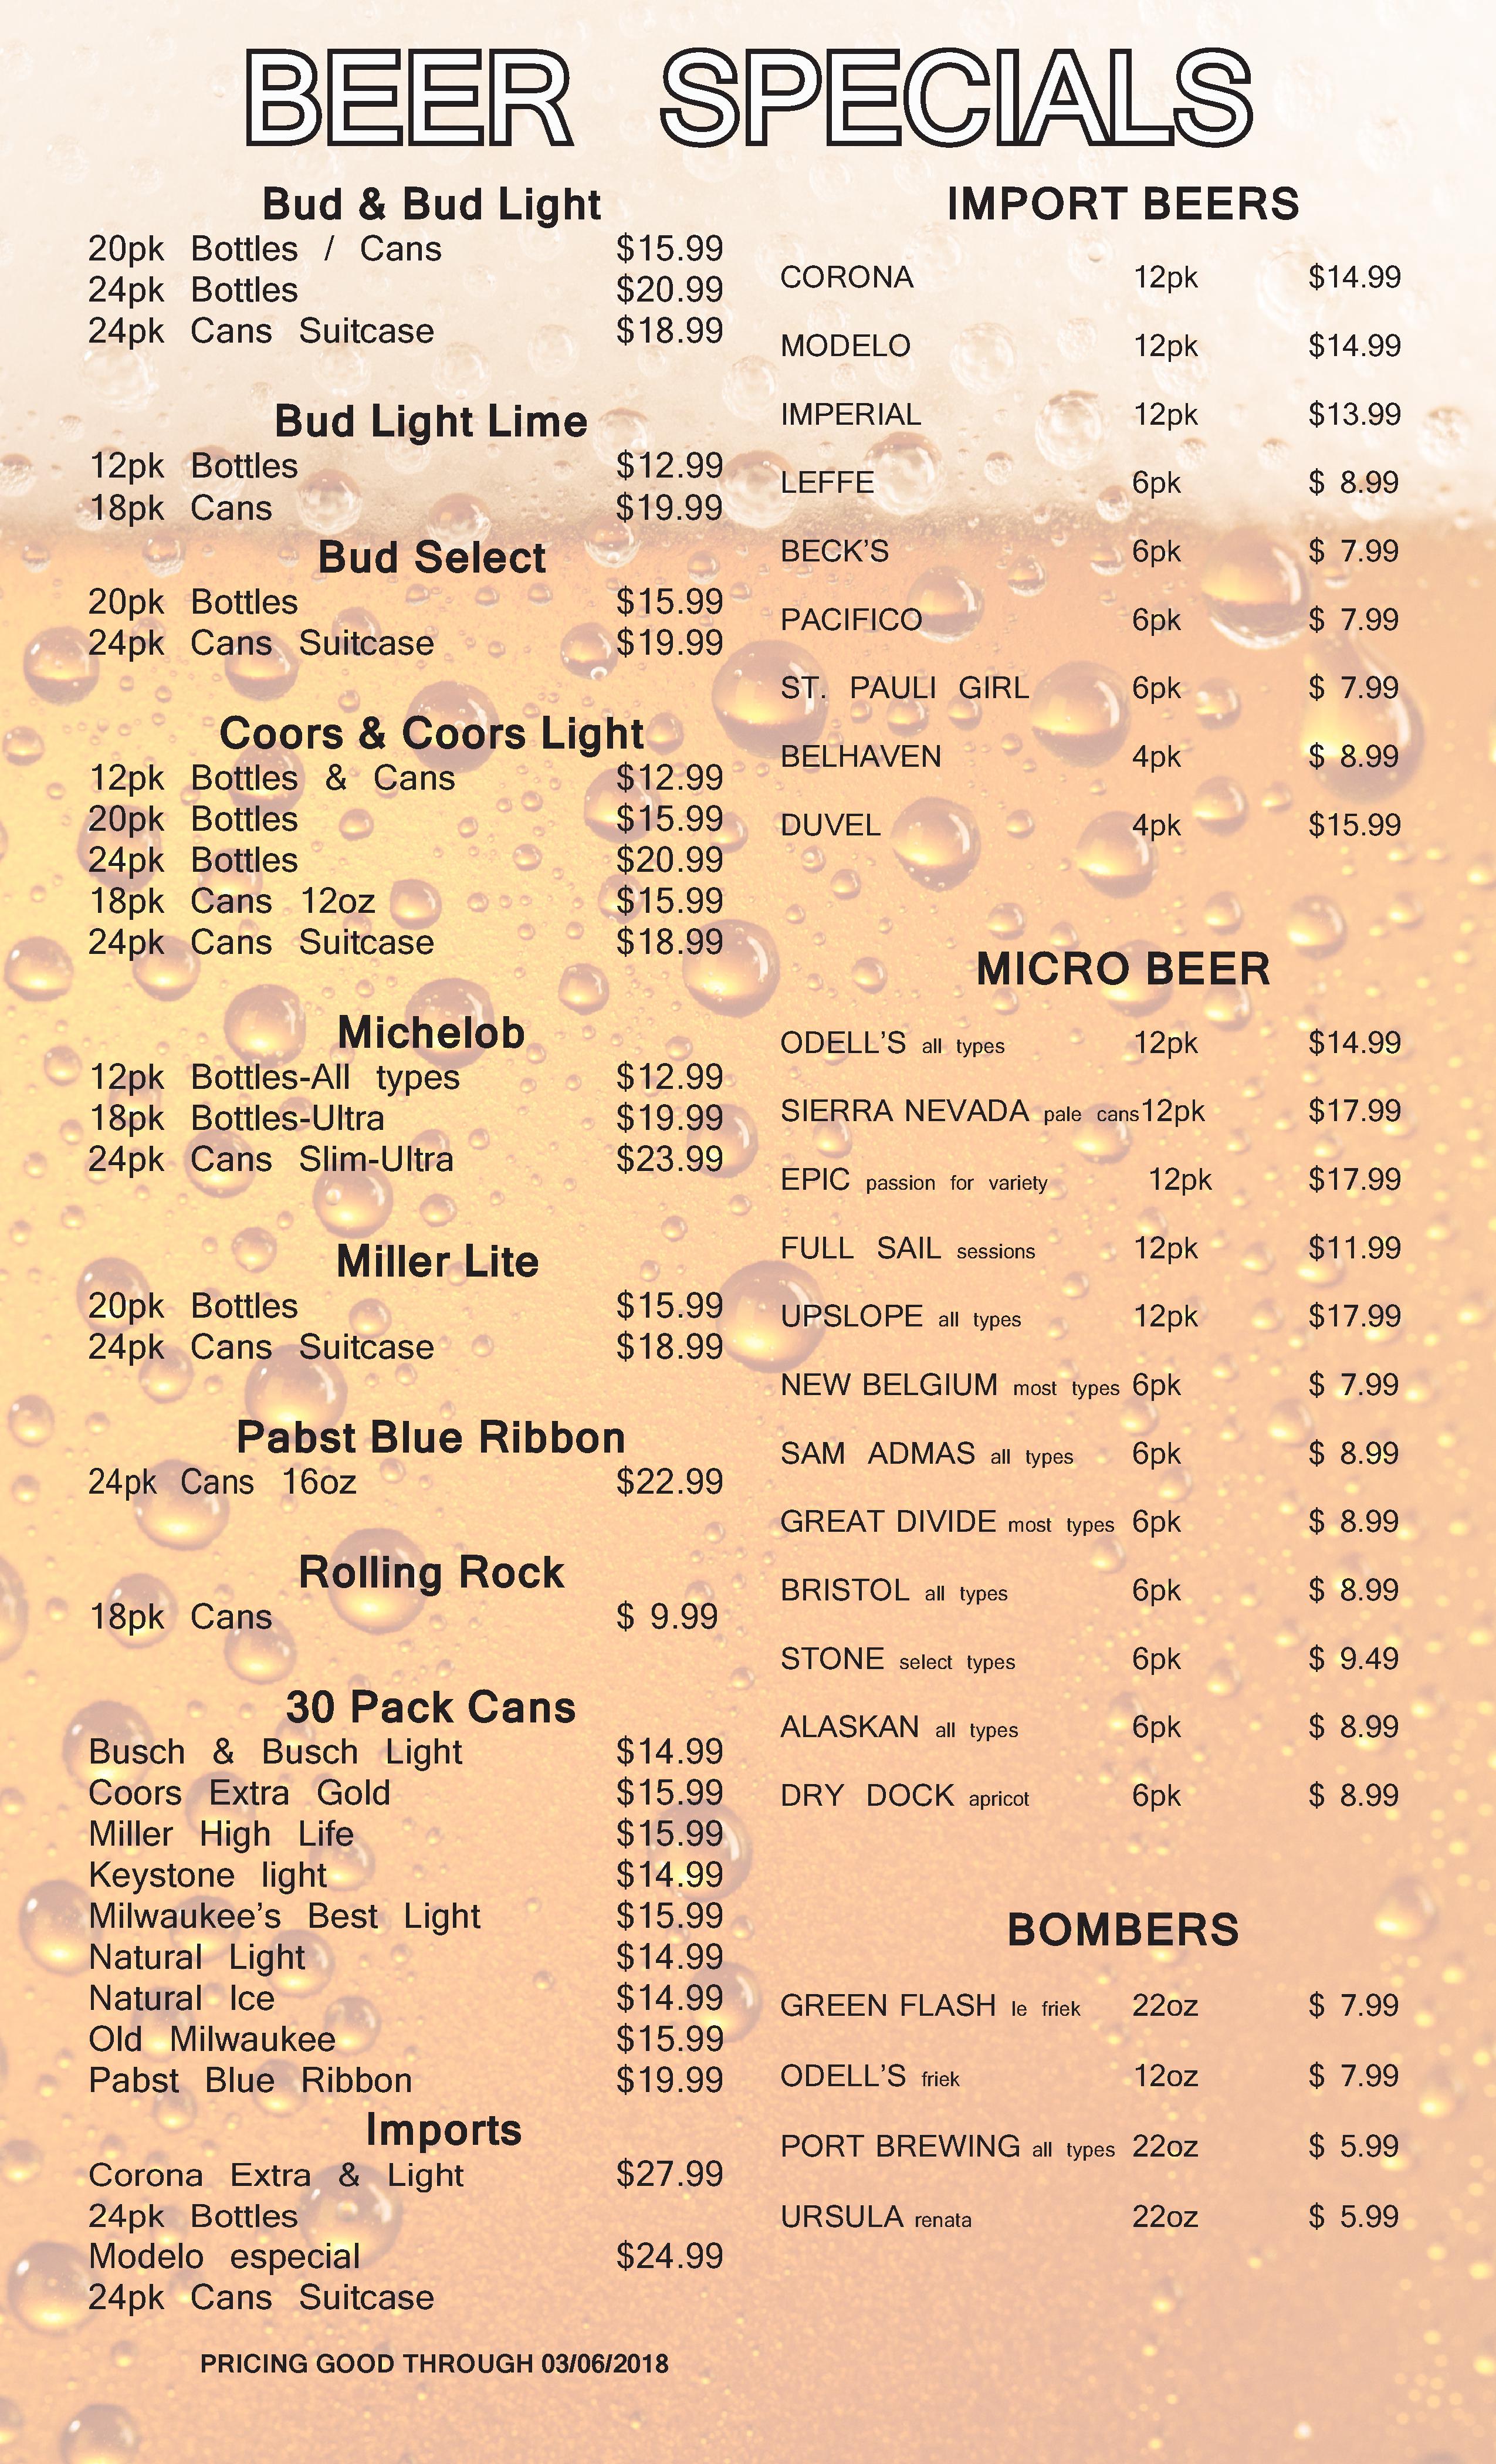 BEER SPECIALS
Bud & Bud Light
20pk Bottles / Cans $15.99
24pk Bottles $20.99
24pk Cans Suitcase $18.99
Bud Light Lime
12pk Bottles $12.99
18pk Cans $19.99
Bud Select
20pk Bottles $15.99
24pk Cans Suitcase $19.99
Coors & Coors Light
12pk Bottles & Cans $12.99
20pk Bottles $15.99
24pk Bottles $20.99
18pk Cans 12oz $15.99
24pk Cans Suitcase $18.99
Michelob
12pk Bottles-All types $12.99
18pk Bottles-Ultra $19.99
24pk Cans Slim-Ultra $23.99
Miller Lite
20pk Bottles $15.99
24pk Cans Suitcase $18.99
Pabst Blue Ribbon
24pk Cans 16oz $22.99
Rolling Rock
18pk Cans $ 9.99
30 Pack Cans
Busch & Busch Light $14.99
Coors Extra Gold $15.99
Miller High Life $15.99
Keystone light $14.99
Milwaukee's Best Light $15.99
Natural Light $14.99
Natural Ice $14.99
Old Milwaukee $15.99
Pabst Blue Ribbon $19.99
Imports
Corona Extra & Light $27.99
24pk Bottles
Modelo especial $24.99
24pk Cans Suitcase
PRICING GOOD THROUGH 03/06/2018
IMPORT BEERS
CORONA 12pk $14.99
MODELO 12pk $14.99
IMPERIAL 12pk $13.99
LEFFE 6pk $ 8.99
BECK'S 6pk $ 7.99
PACIFICO 6pk $ 7.99
ST. PAULI GIRL 6pk $ 7.99
BELHAVEN 4pk $ 8.99
DUVEL 4pk $15.99
MICRO BEER
ODELL'S all types 12pk $14.99
SIERRA NEVADA pale cans12pk $17.99
EPIC passion for variety 12pk $17.99
FULL SAIL sessions 12pk $11.99
UPSLOPE all types 12pk $17.99
NEW BELGIUM most types 6pk $ 7.99
SAM ADMAS all types 6pk $ 8.99
GREAT DIVIDE most types 6pk $ 8.99
BRISTOL all types 6pk $ 8.99
STONE select types 6pk $ 9.49
ALASKAN all types 6pk $ 8.99
DRY DOCK apricot 6pk $ 8.99
BOMBERS
GREEN FLASH le friek 22oz $ 7.99
ODELL'S friek 12oz $ 7.99
PORT BREWING all types 22oz $ 5.99
URSULA renata 22oz $ 5.99